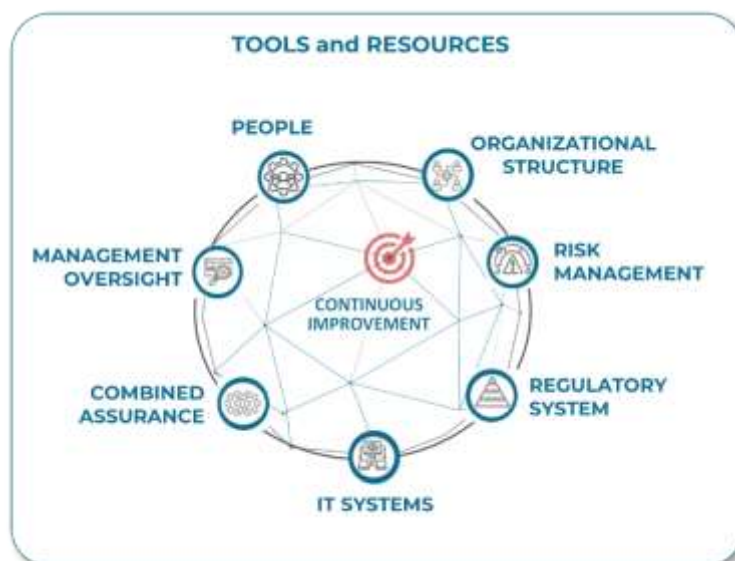 TOOLS and RESOURCES
PEOPLE
ORGANIZATIONAL
STRUCTURE
MANAGEMENT
OVERSIGHT
RISK
MANAGEMENT
CONTINUOUS
IMPROVEMENT
COMBINED
ASSURANCE
REGULATORY
SYSTEM
IT SYSTEMS